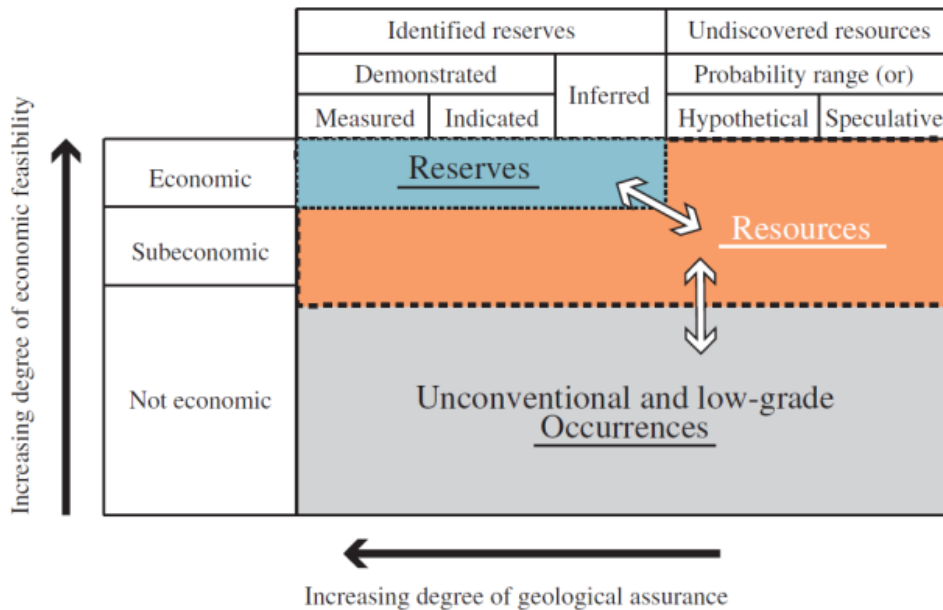 Identified reserves
Undiscovered resources
Demonstrated
Inferred
Probability range (or)
Measured
Indicated
Hypothetical
Speculative
Increasing degree of economic feasibility
Economic
Reserves
Subeconomic
Resources
Not economic
Unconventional and low-grade
Occurrences
Increasing degree of geological assurance